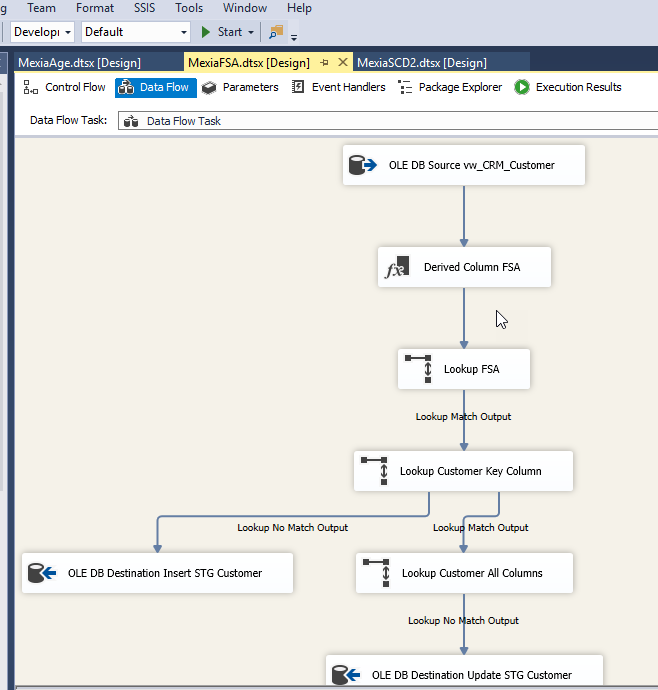 g Team Format SSIS Tools Window Help
Developi Default Start
MexiaAge.dtsx [Design] MexiaFSA.dtsx [Design] MexiaSCD2.dtsx [Design]
Control Flow Data Flow Parameters Event Handlers Package Explorer Execution Results
Data Flow Task: Data Flow Task
OLE DB Source vw_CRM_Customer
fx Derived Column FSA
Lookup FSA
Lookup Match Output
Lookup Customer Key Column
Lookup No Match Output Lookup Match Output
OLE DB Destination Insert STG Customer Lookup Customer All Columns
Lookup No Match Output
OLE DB Destination Update STG Customer